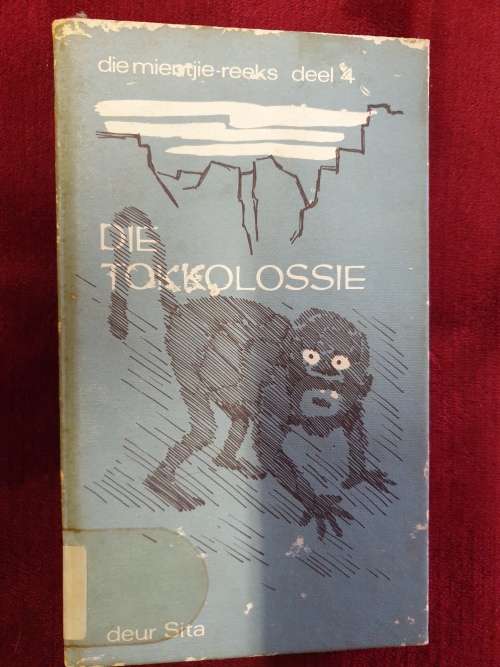 die mientjie-reeks deel 4
DIE
TOKKOLOSSIE
deur Sita